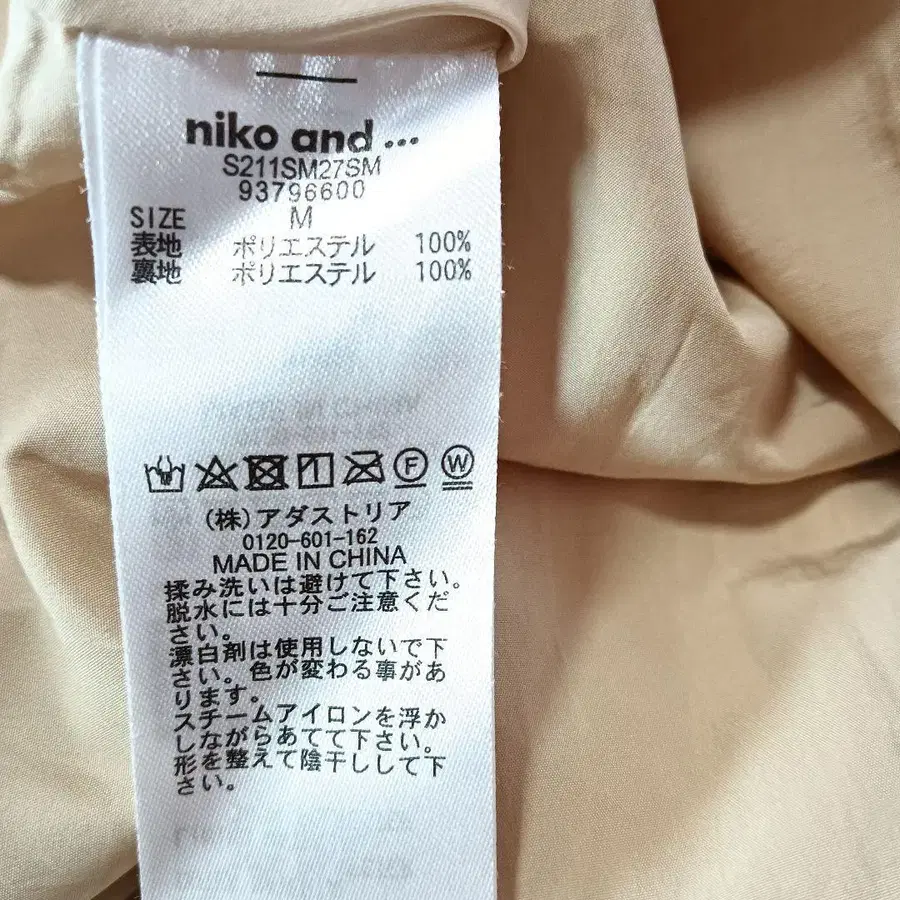 niko and ...
S211SM27SM
93796600
SIZE M
表地 ポリエステル 100%
裏地 ポリエステル 100%
F W
(株)アダストリア
0120-601-162
MADE IN CHINA
揉み洗いは避けて下さい。
脱水には十分ご注意くだ
さい。
漂白剤は使用しないで下
さい。色が変わる事があ
ります。
スチームアイロンを浮か
しながらあてて下さい。
形を整えて陰干しして下
さい。